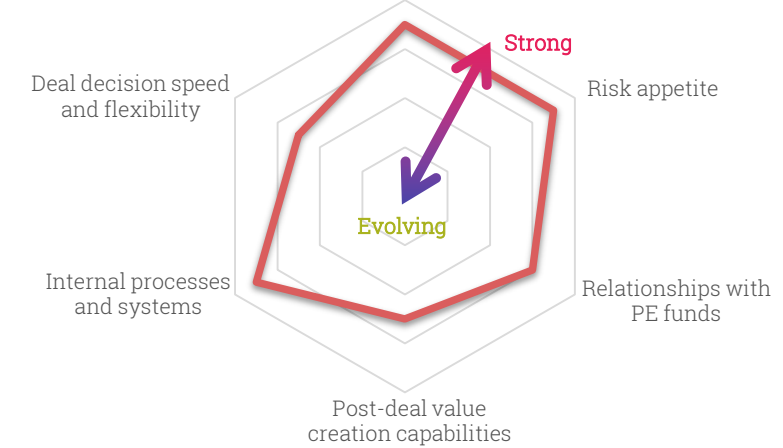 Strong
Deal decision speed
and flexibility
Risk appetite
Evolving
Internal processes
and systems
Relationships with
PE funds
Post-deal value
creation capabilities